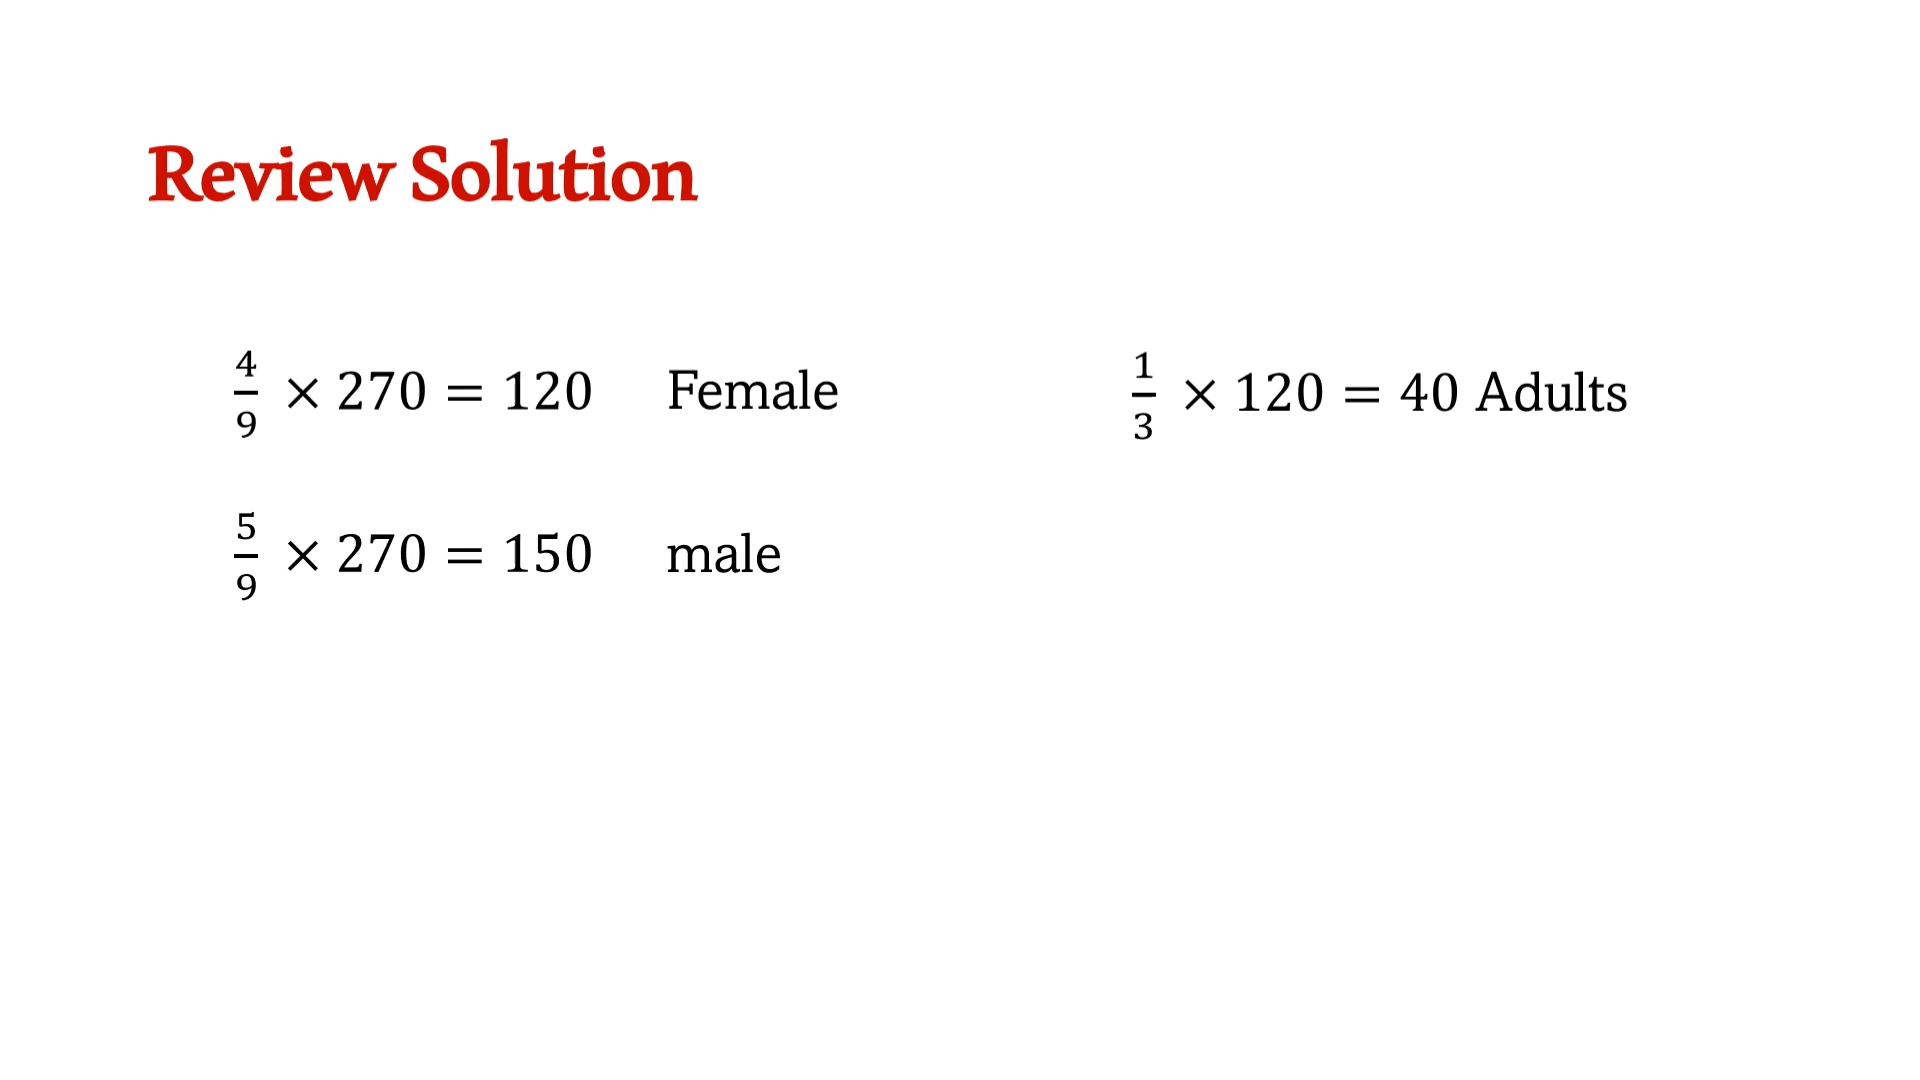 Review Solution
4/9 × 270 = 120 Female
1/3 × 120 = 40 Adults
5/9 × 270 = 150 male